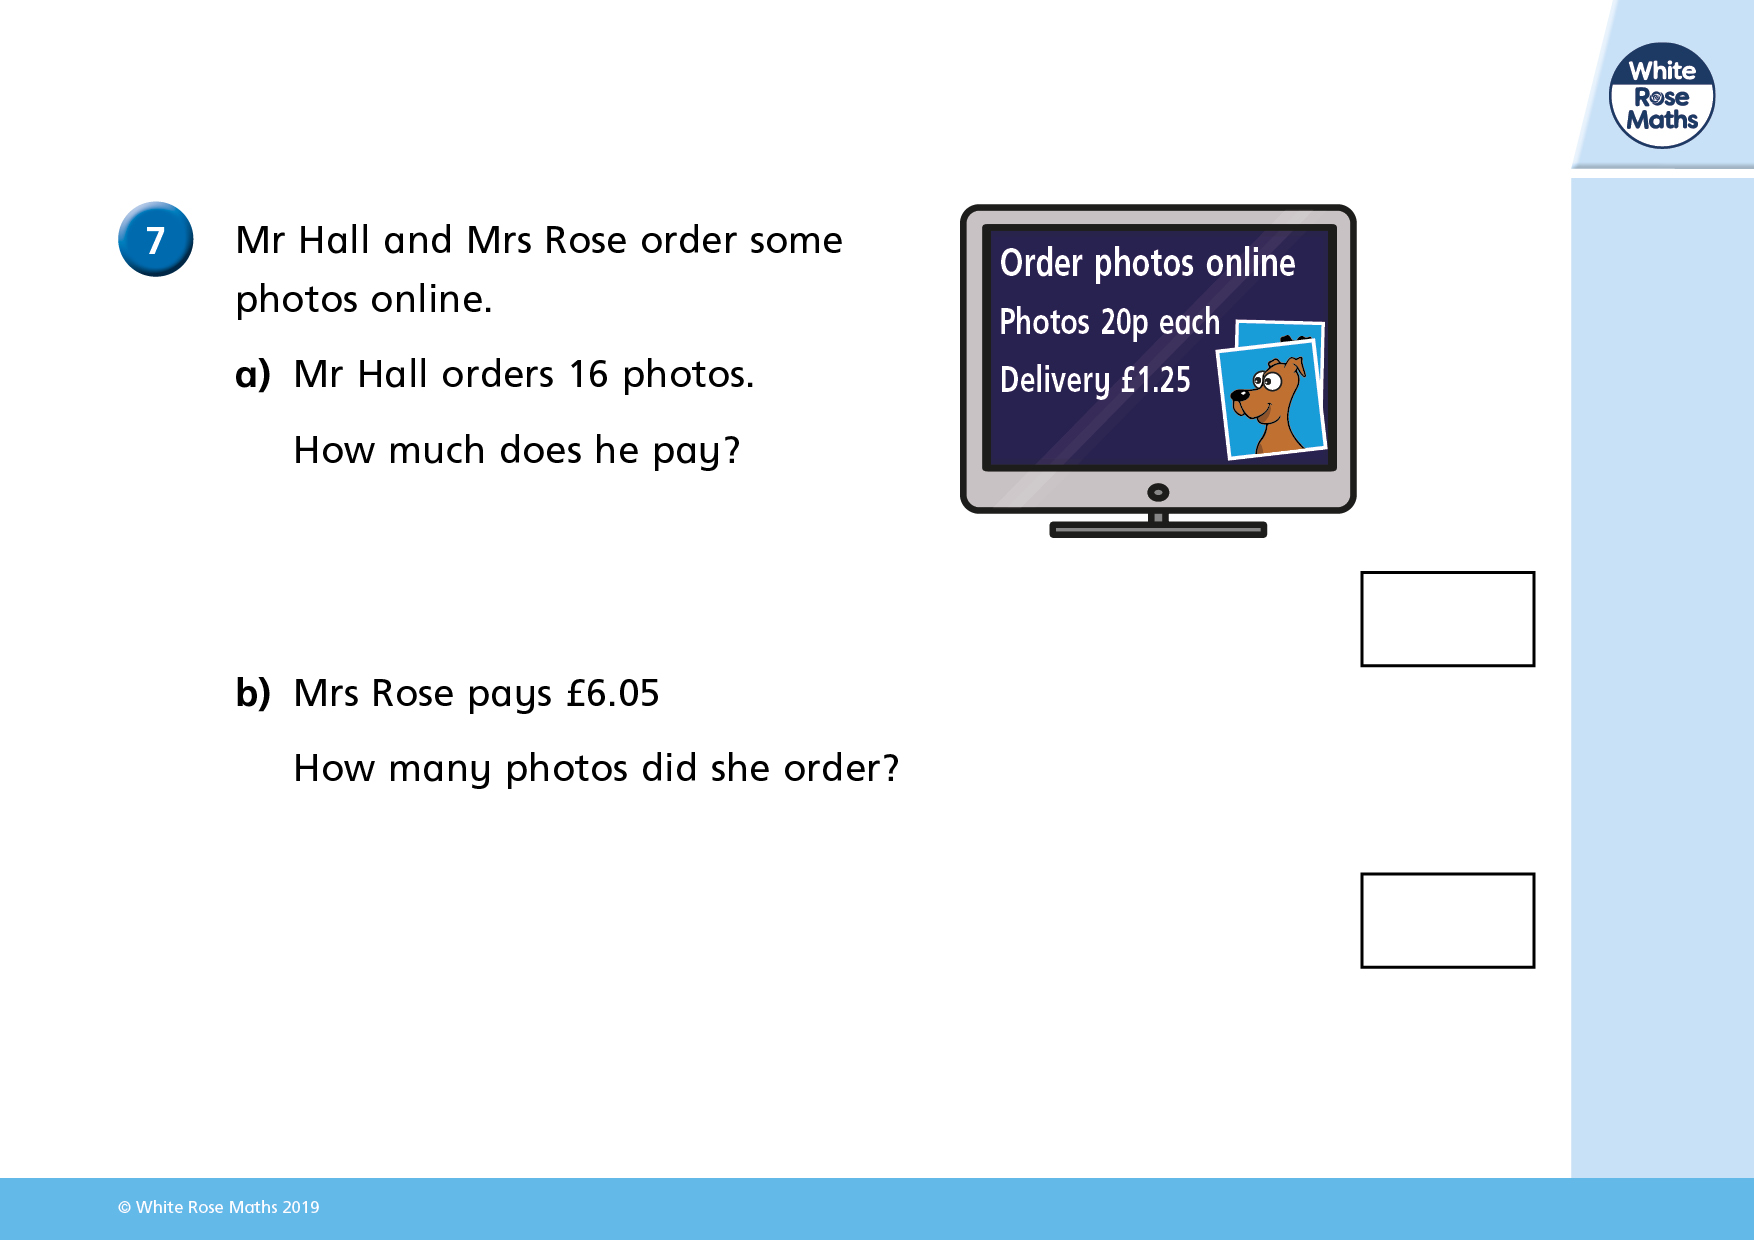 White
Rose
Maths
7
Mr Hall and Mrs Rose order some
photos online.
a) Mr Hall orders 16 photos.
How much does he pay?
Order photos online
Photos 20p each
Delivery £1.25
b) Mrs Rose pays £6.05
How many photos did she order?
© White Rose Maths 2019